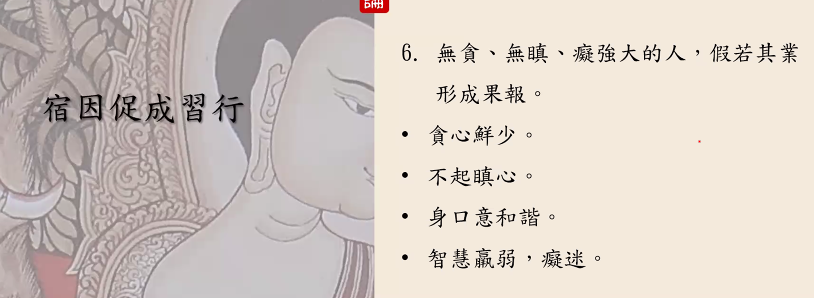 論
宿因促成習行
6. 無貪、無瞋、癡強大的人，假若其業
形成果報。
• 貪心鮮少。
• 不起瞋心。
• 身口意和諧。
• 智慧羸弱，癡迷。